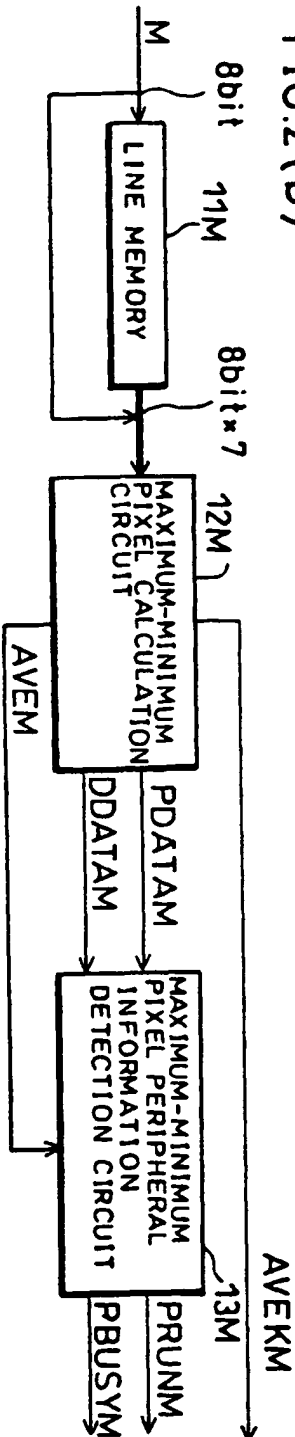 FIG.2(b)
M
8bit
11M
LINE MEMORY
8bit×7
12M
MAXIMUM-MINIMUM
PIXEL CALCULATION
CIRCUIT
AVEM
PDATAM
DDATAM
MAXIMUM-MINIMUM
PIXEL PERIPHERAL
INFORMATION
DETECTION CIRCUIT
13M
AVEKM
PRUNM
PBUSYM